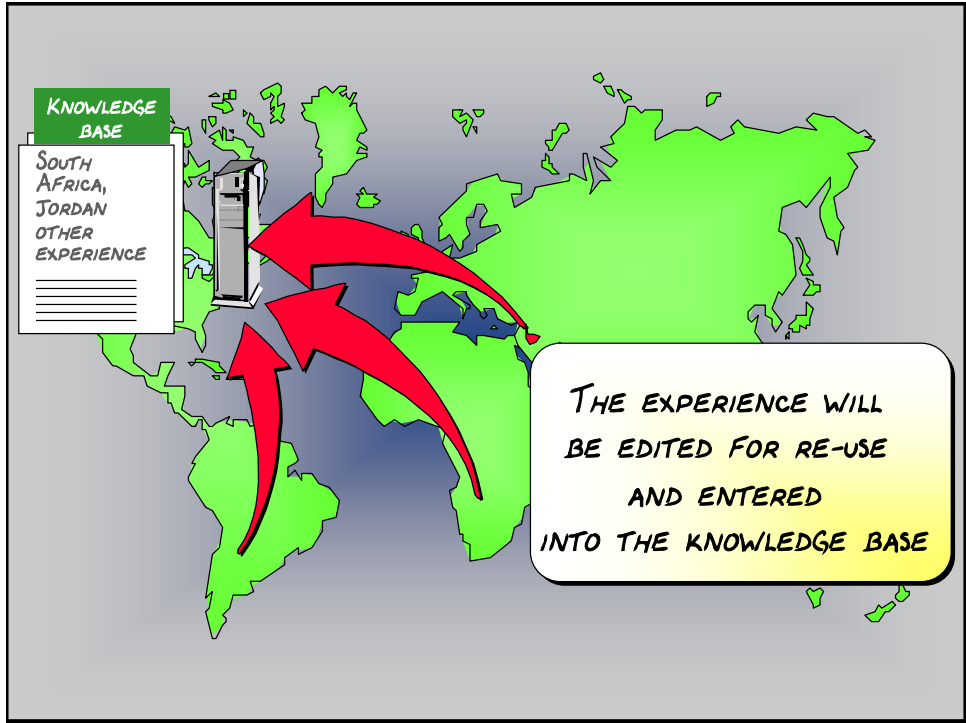 KNOWLEDGE
BASE
SOUTH
AFRICA,
JORDAN
OTHER
EXPERIENCE
THE EXPERIENCE WILL
BE EDITED FOR RE-USE
AND ENTERED
INTO THE KNOWLEDGE BASE